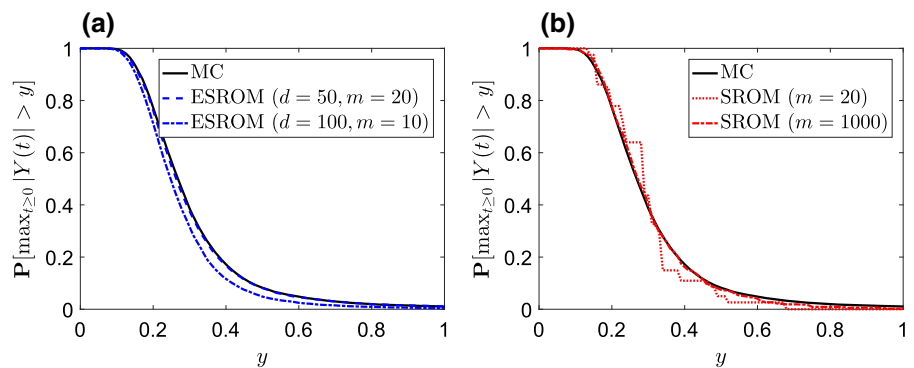 (a)
P[max_{t≥0} |Y(t)| > y]
1
0.8
0.6
0.4
0.2
0
MC
ESROM (d = 50, m = 20)
ESROM (d = 100, m = 10)
0 0.2 0.4 0.6 0.8 1
y
(b)
P[max_{t≥0} |Y(t)| > y]
1
0.8
0.6
0.4
0.2
0
MC
SROM (m = 20)
SROM (m = 1000)
0 0.2 0.4 0.6 0.8 1
y